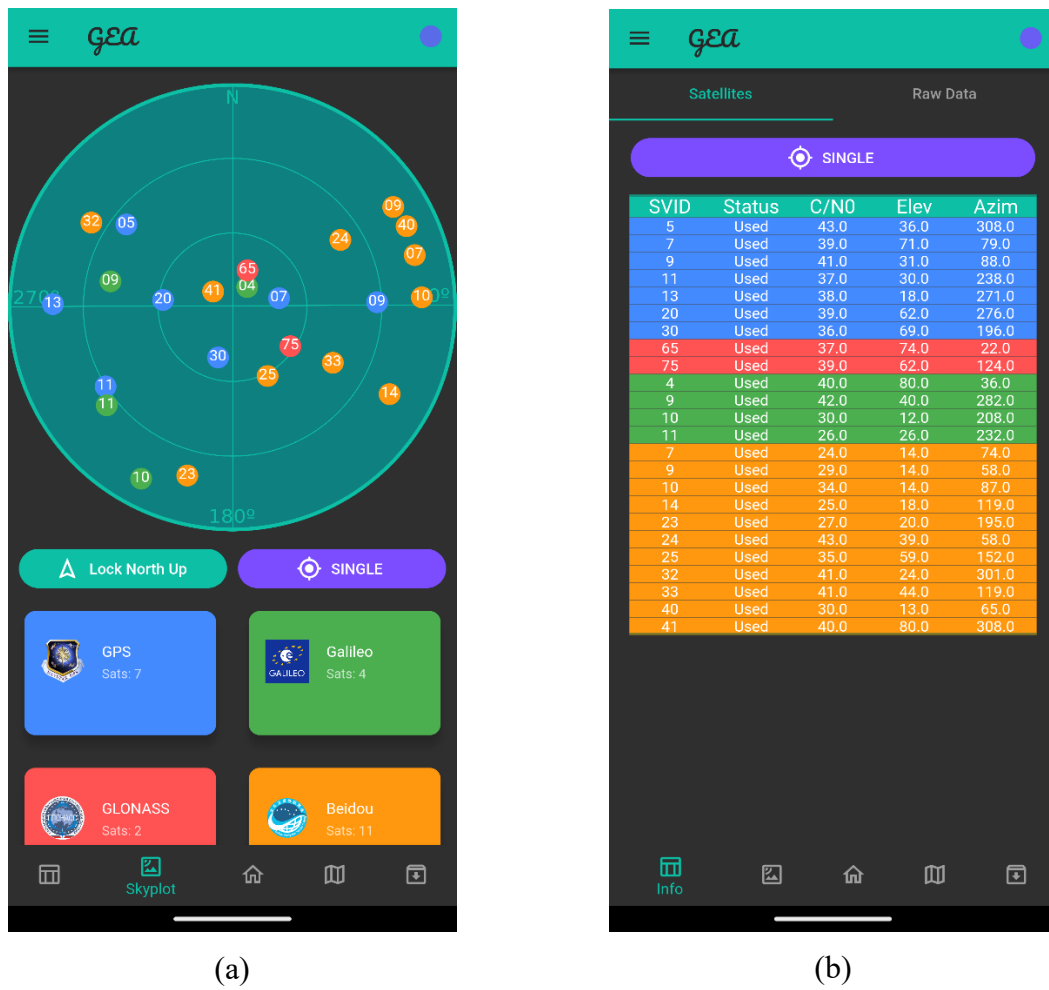 GEA
N
32 05 09 40 24 07
09 65 04 41 07 10
270º 13 20 09 0º
30 75 25 33 14
11
11
10 23
180º
Lock North Up SINGLE
GPS
Sats: 7
Galileo
Sats: 4
GALILEO
GLONASS
Sats: 2
Beidou
Sats: 11
Skyplot
(a)
GEA
Satellites Raw Data
SINGLE
SVID Status C/N0 Elev Azim
5 Used 43.0 36.0 308.0
7 Used 39.0 71.0 79.0
9 Used 41.0 31.0 88.0
11 Used 37.0 30.0 238.0
13 Used 38.0 18.0 271.0
20 Used 39.0 62.0 276.0
30 Used 36.0 69.0 196.0
65 Used 37.0 74.0 22.0
75 Used 39.0 62.0 124.0
4 Used 40.0 80.0 36.0
9 Used 42.0 40.0 282.0
10 Used 30.0 12.0 208.0
11 Used 26.0 26.0 232.0
7 Used 24.0 14.0 74.0
9 Used 29.0 14.0 58.0
10 Used 34.0 14.0 87.0
14 Used 25.0 18.0 119.0
23 Used 27.0 20.0 195.0
24 Used 43.0 39.0 58.0
25 Used 35.0 59.0 152.0
32 Used 41.0 24.0 301.0
33 Used 41.0 44.0 119.0
40 Used 30.0 13.0 65.0
41 Used 40.0 80.0 308.0
Info
(b)